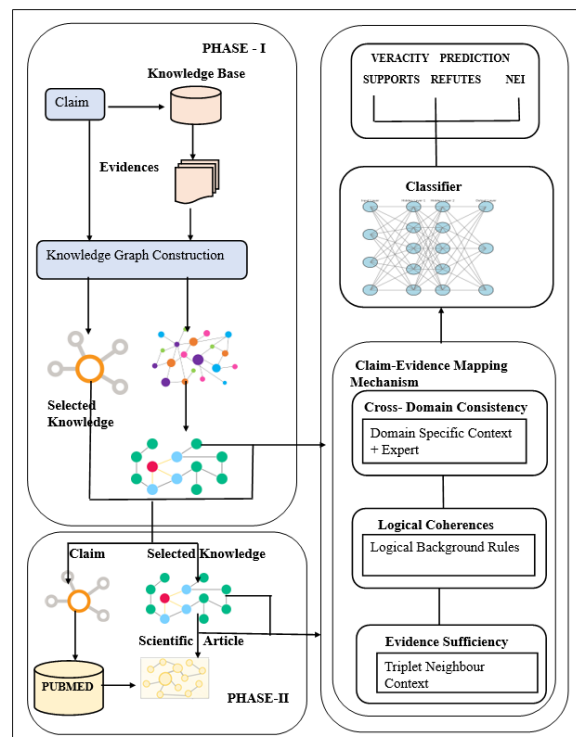 PHASE - I
Knowledge Base
Claim
Evidences
Knowledge Graph Construction
Selected
Knowledge
Claim
Selected Knowledge
Scientific Article
PUBMED
PHASE-II
VERACITY PREDICTION
SUPPORTS REFUTES NEI
Classifier
Claim-Evidence Mapping
Mechanism
Cross- Domain Consistency
Domain Specific Context
+ Expert
Logical Coherences
Logical Background Rules
Evidence Sufficiency
Triplet Neighbour
Context